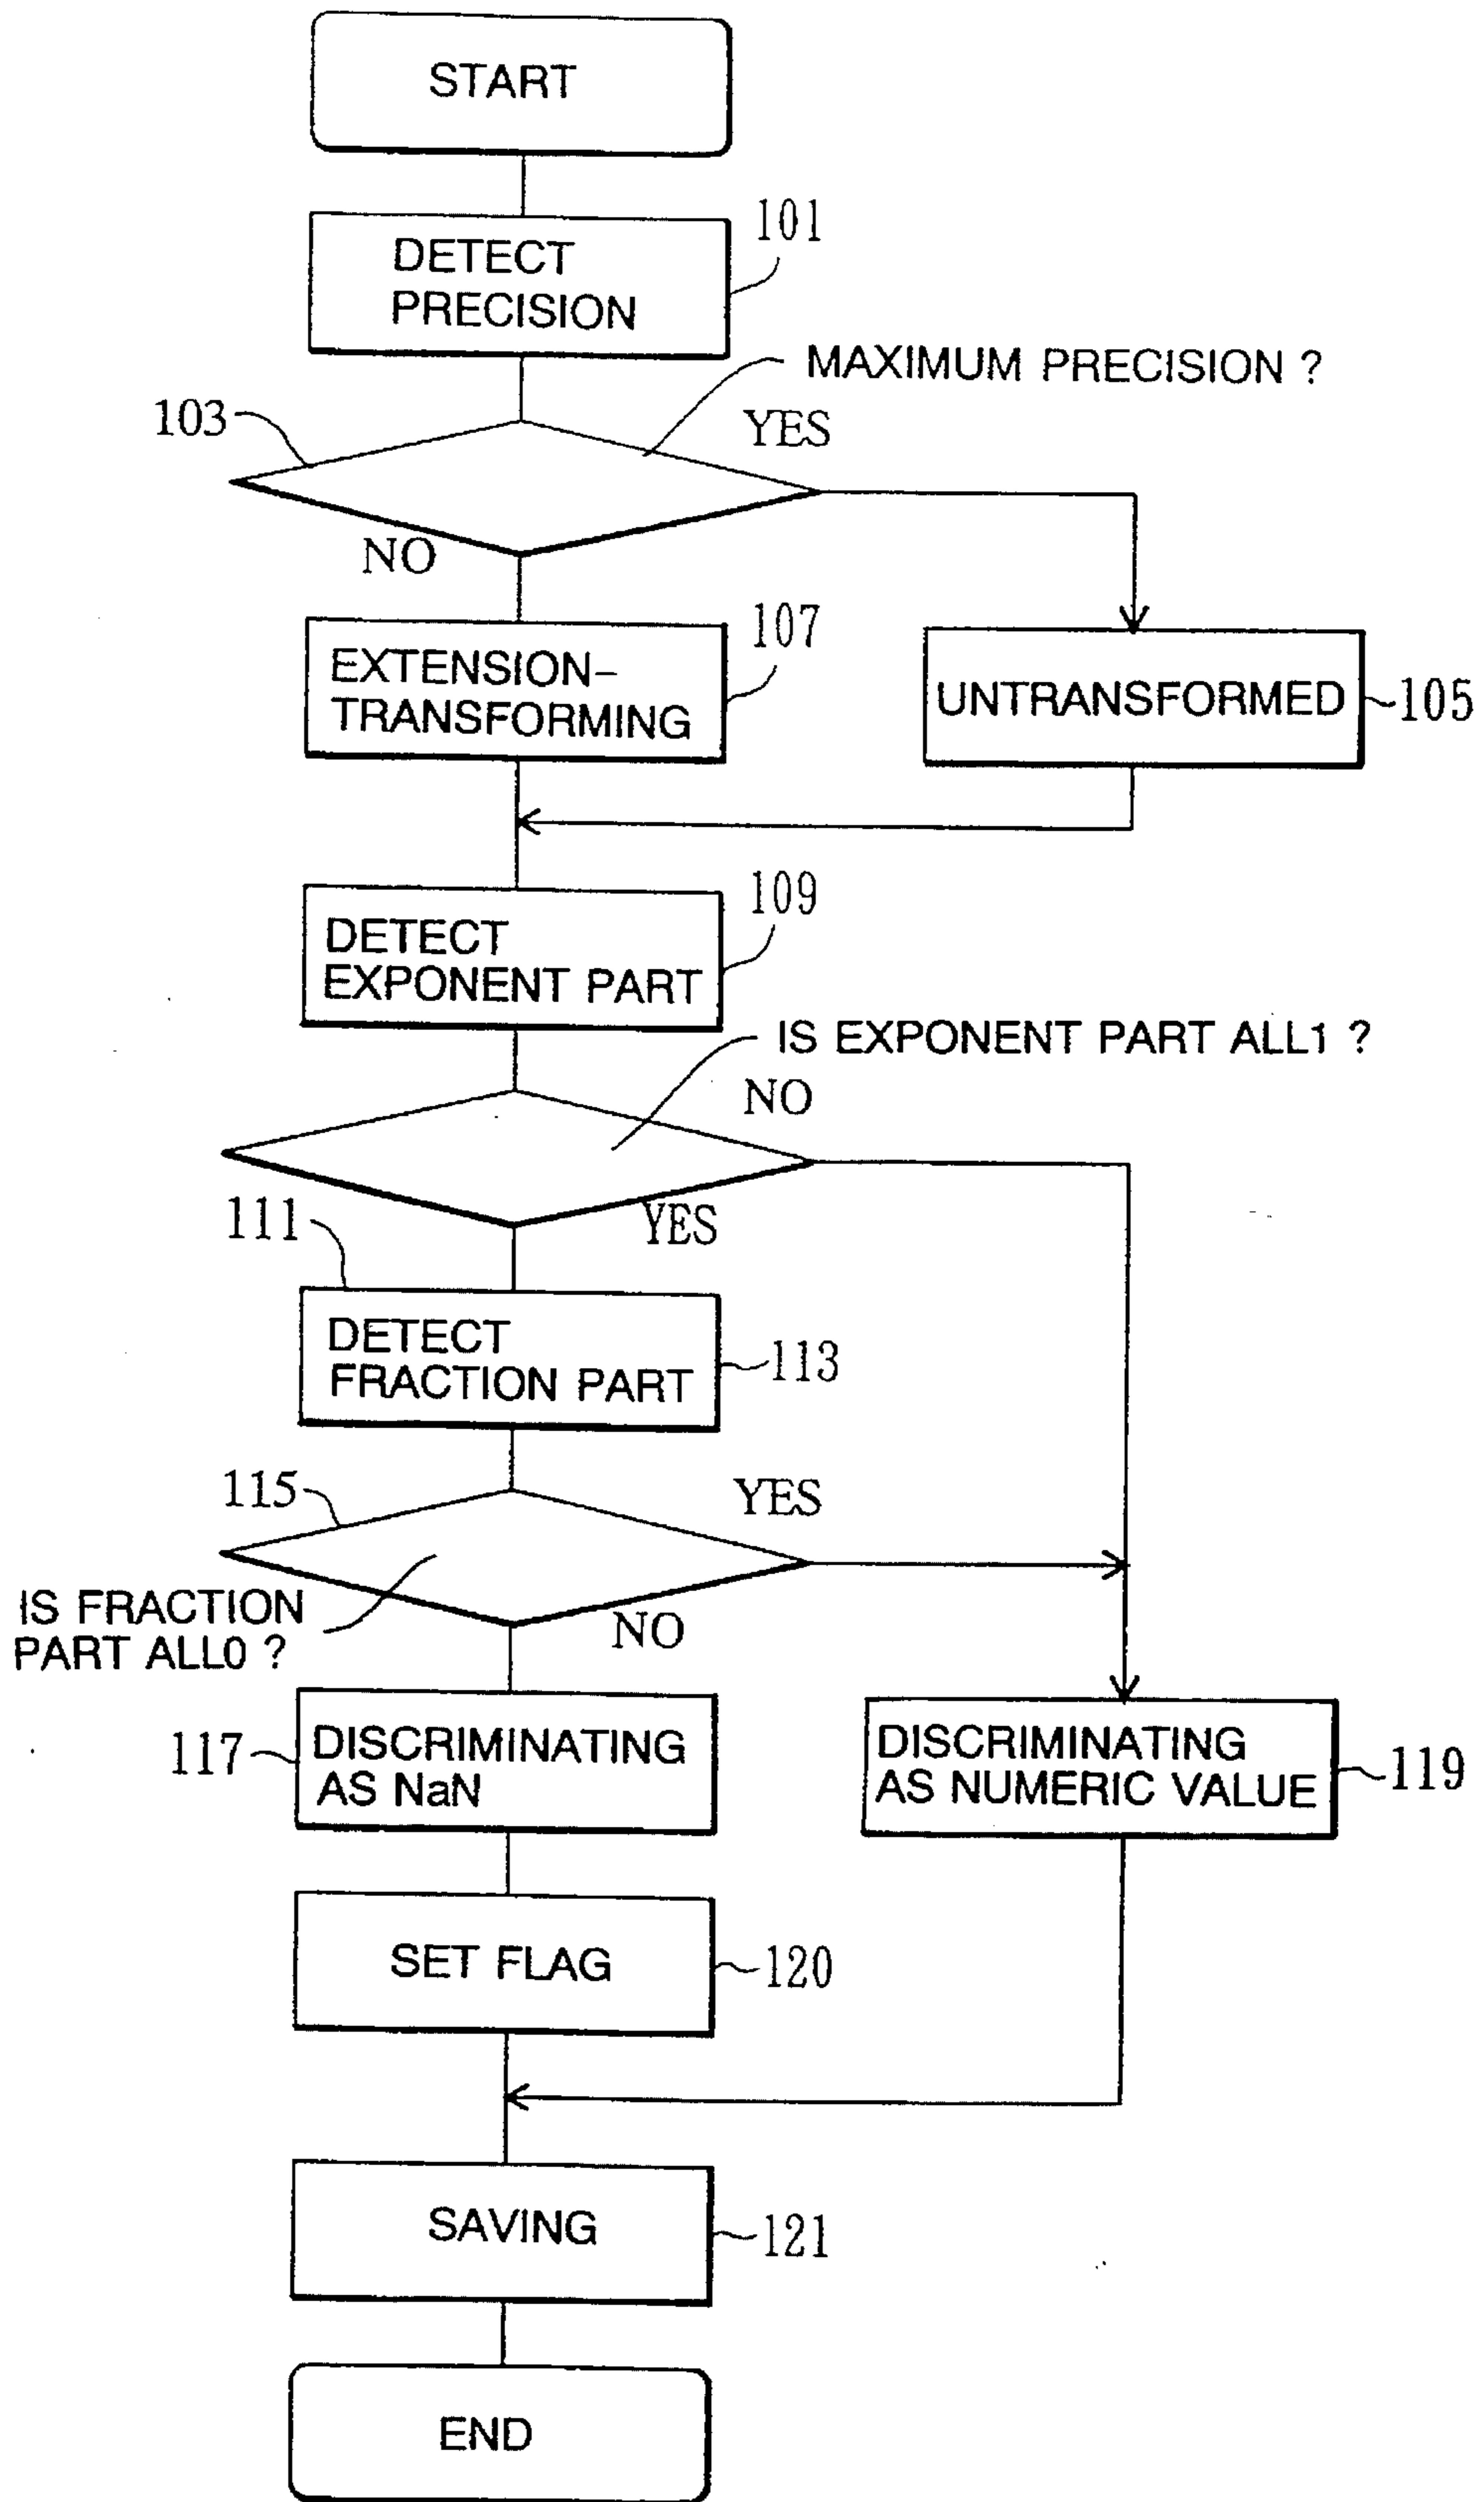 START
101
DETECT
PRECISION
MAXIMUM PRECISION ?
103
YES
NO
107
EXTENSION-
TRANSFORMING
UNTRANSFORMED
105
109
DETECT
EXPONENT PART
IS EXPONENT PART ALL1 ?
NO
YES
111
DETECT
FRACTION PART
113
115
YES
IS FRACTION
PART ALL0 ?
NO
117
DISCRIMINATING
AS NaN
DISCRIMINATING
AS NUMERIC VALUE
119
SET FLAG
120
SAVING
121
END